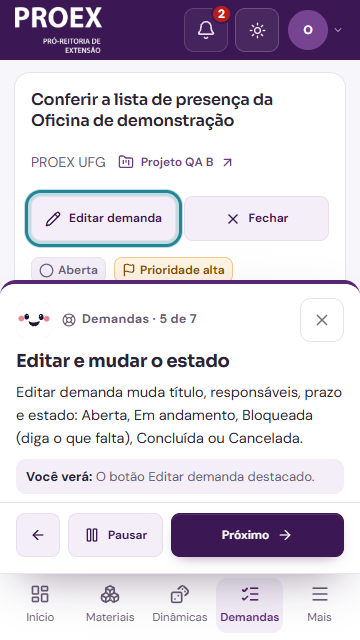 PROEX
PRÓ-REITORIA DE
EXTENSÃO
2
O
Conferir a lista de presença da
Oficina de demonstração
PROEX UFG Projeto QA B
Editar demanda Fechar
Aberta Prioridade alta
Demandas · 5 de 7
Editar e mudar o estado
Editar demanda muda título, responsáveis, prazo
e estado: Aberta, Em andamento, Bloqueada
(diga o que falta), Concluída ou Cancelada.
Você verá: O botão Editar demanda destacado.
Pausar Próximo
Início Materiais Dinâmicas Demandas Mais